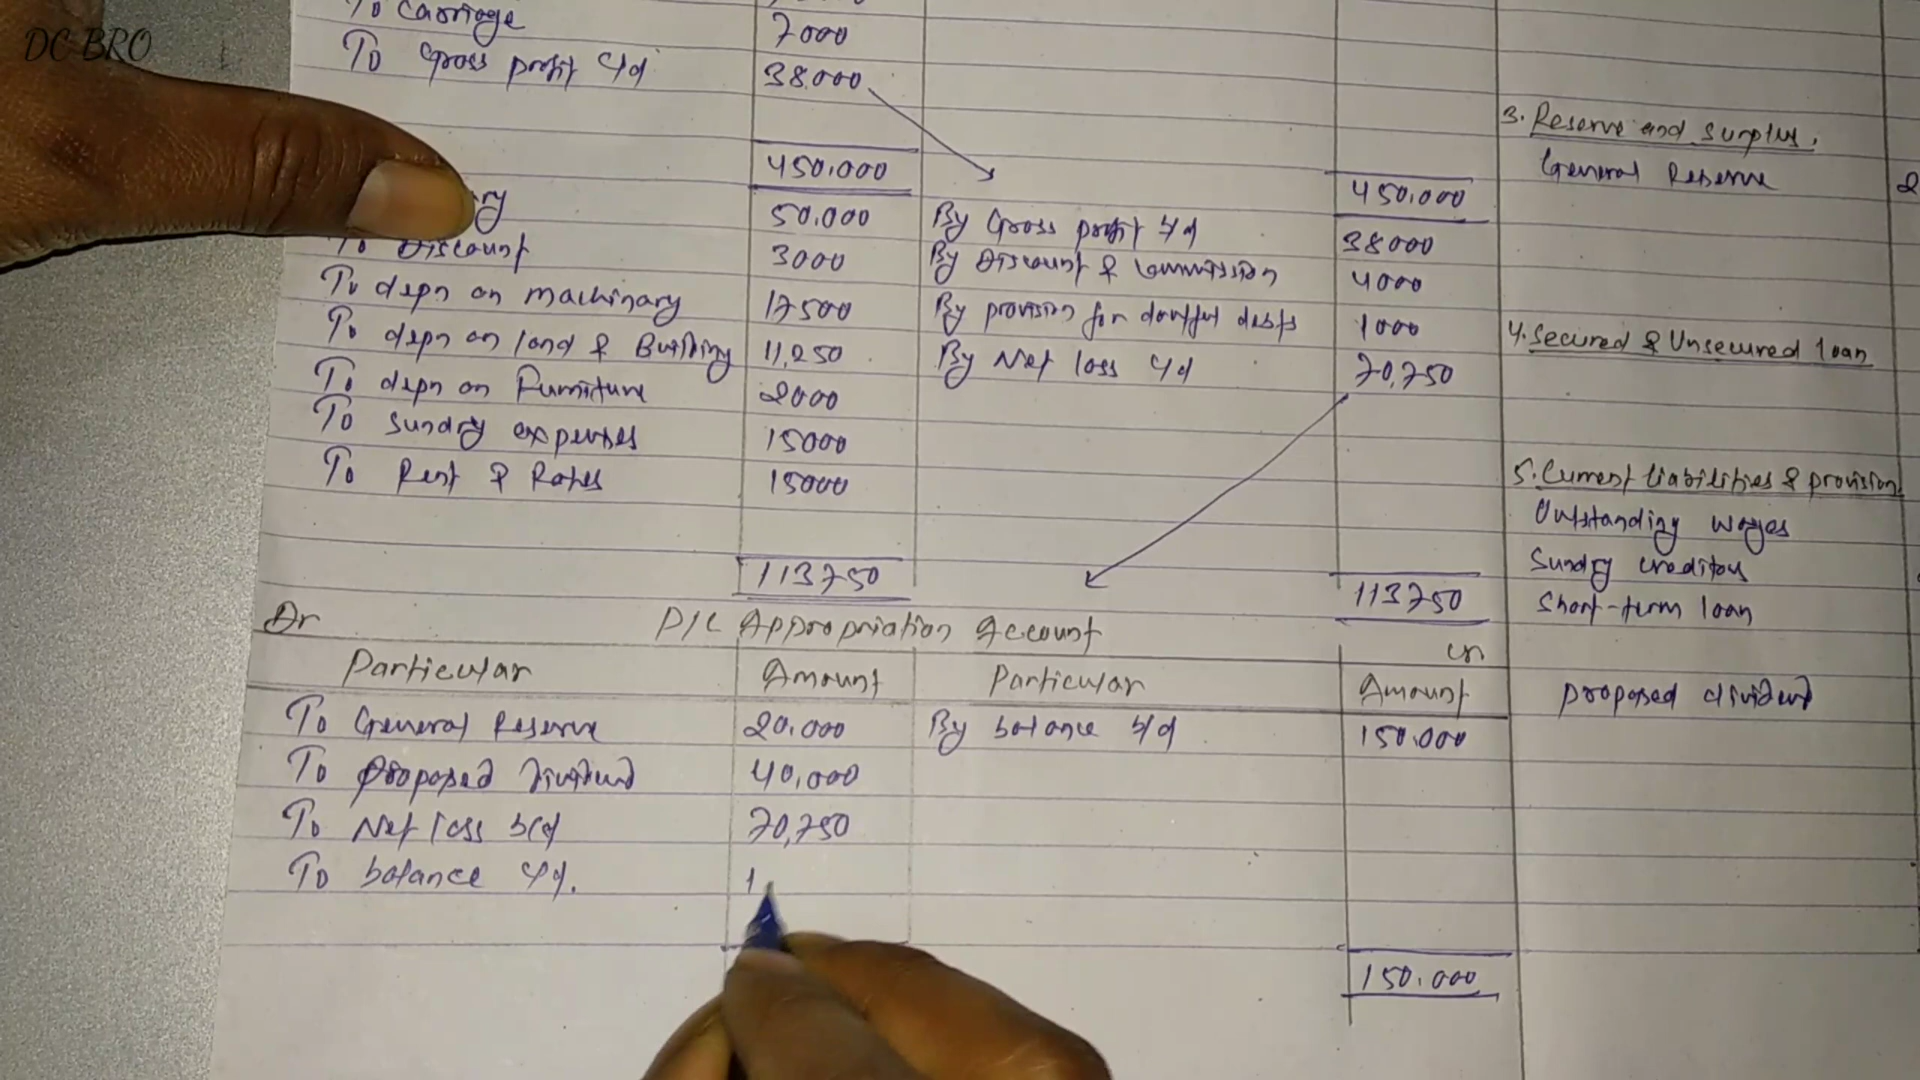 DC BRO
To Carriage 7000
To Gross profit c/d 38.000
450.000 450.000
50.000 By Gross profit b/d 38000
To Discount 3000 By Discount & Commission 4000
To depn on machinary 17500 By provision for doutful debts 1000
To depn on land & Building 11,250 By Net loss c/d 70,750
To depn on Furniture 2000
To sundry expenses 15000
To Rent & Rates 15000
113750 113750
Dr P/L Appropriation Account Cr
Particular Amount Particular Amount
To General Reserve 20.000 By balance b/d 150.000
To proposed dividend 40,000
To Net loss b/d 70,750
To balance c/d. 1
150.000
3. Reserve and surplus.
General Reserve 2
4. Secured & Unsecured loan
5. Current liabilities & provision
Outstanding wages
Sundry creditors
Short-term loan
proposed dividend